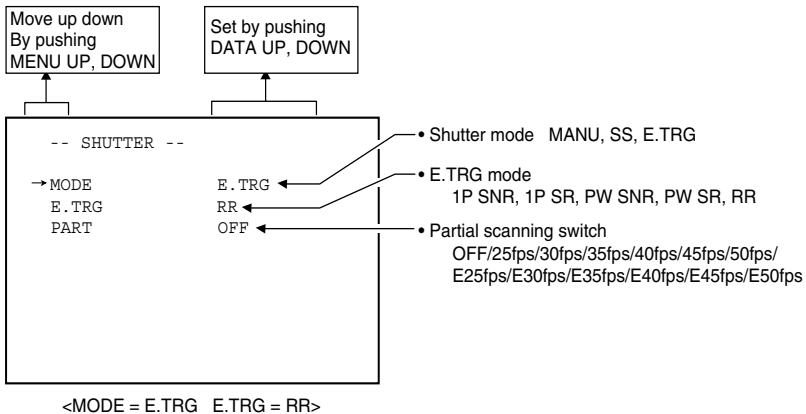 Move up down
By pushing
MENU UP, DOWN
Set by pushing
DATA UP, DOWN
-- SHUTTER --
→MODE E.TRG
E.TRG RR
PART OFF
• Shutter mode MANU, SS, E.TRG
• E.TRG mode
1P SNR, 1P SR, PW SNR, PW SR, RR
• Partial scanning switch
OFF/25fps/30fps/35fps/40fps/45fps/50fps/
E25fps/E30fps/E35fps/E40fps/E45fps/E50fps
<MODE = E.TRG E.TRG = RR>